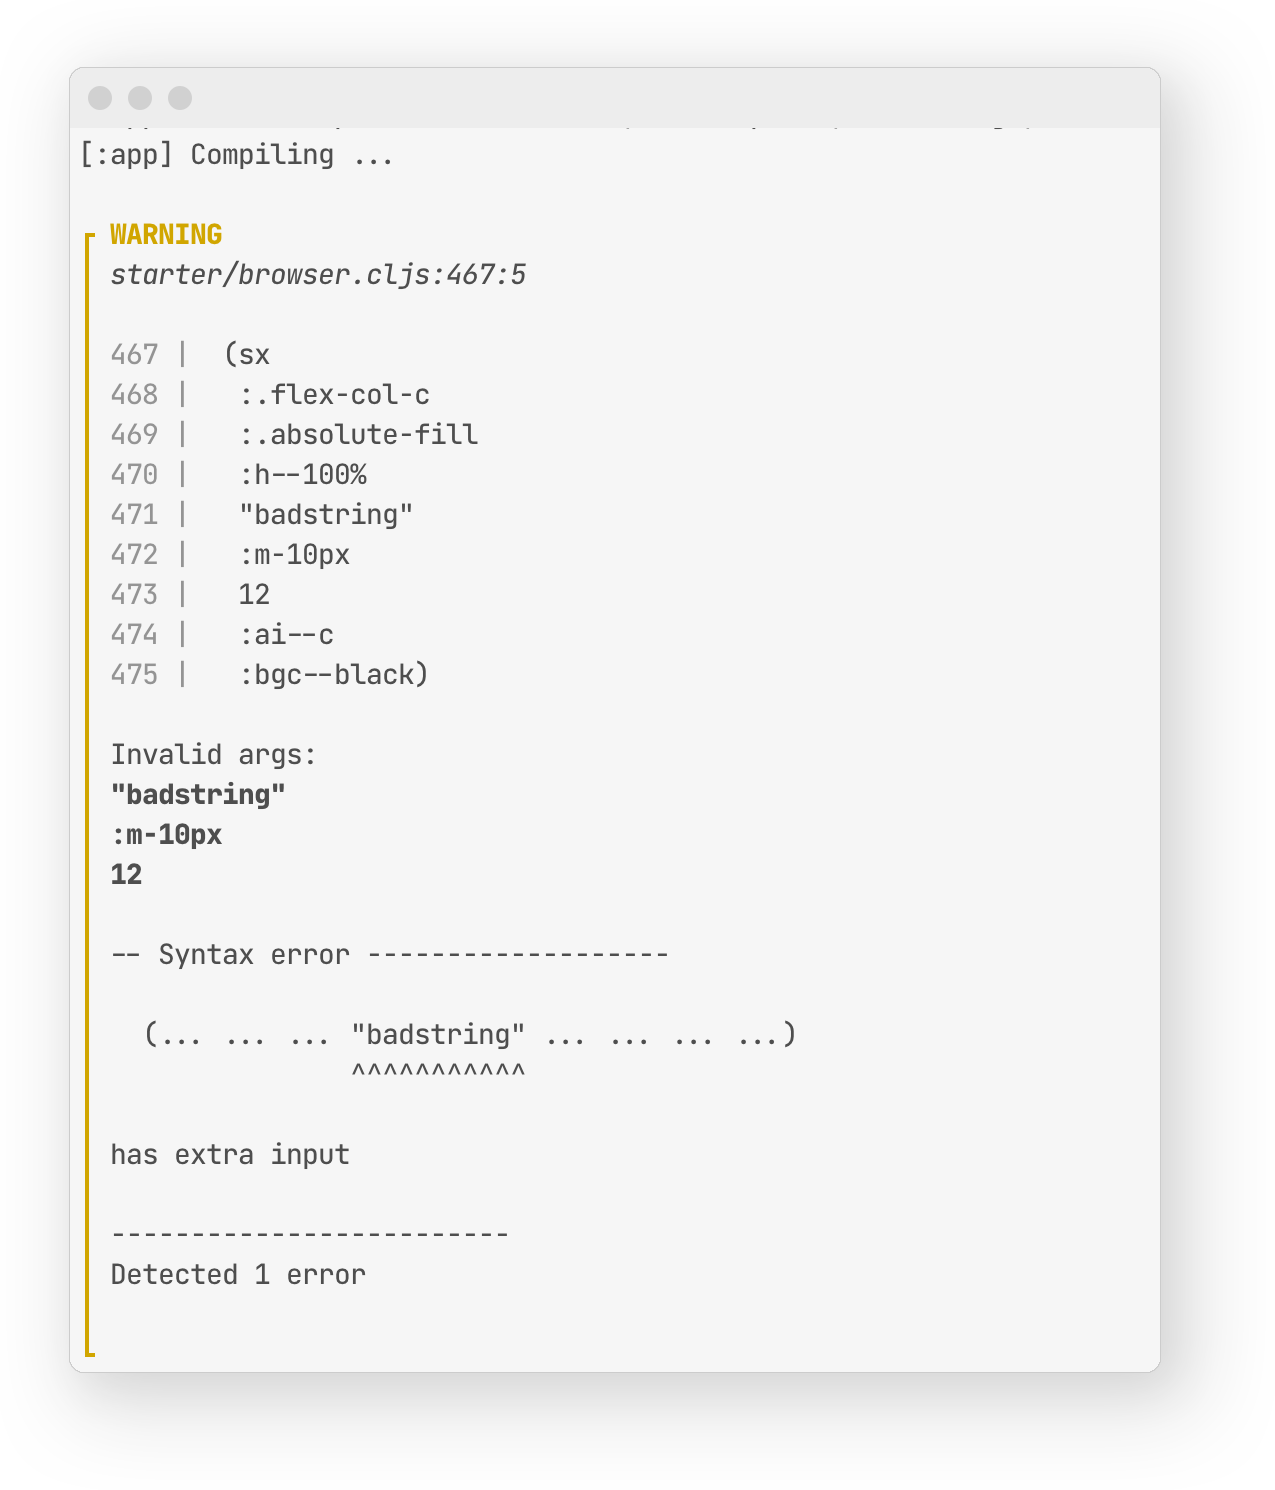 [:app] Compiling ...
WARNING
starter/browser.cljs:467:5
467 |  (sx
468 |   :.flex-col-c
469 |   :.absolute-fill
470 |   :h--100%
471 |   "badstring"
472 |   :m-10px
473 |   12
474 |   :ai--c
475 |   :bgc--black)
Invalid args:
"badstring"
:m-10px
12
-- Syntax error -------------------
(... ... ... "badstring" ... ... ... ...)
^^^^^^^^^^^
has extra input
-------------------------
Detected 1 error